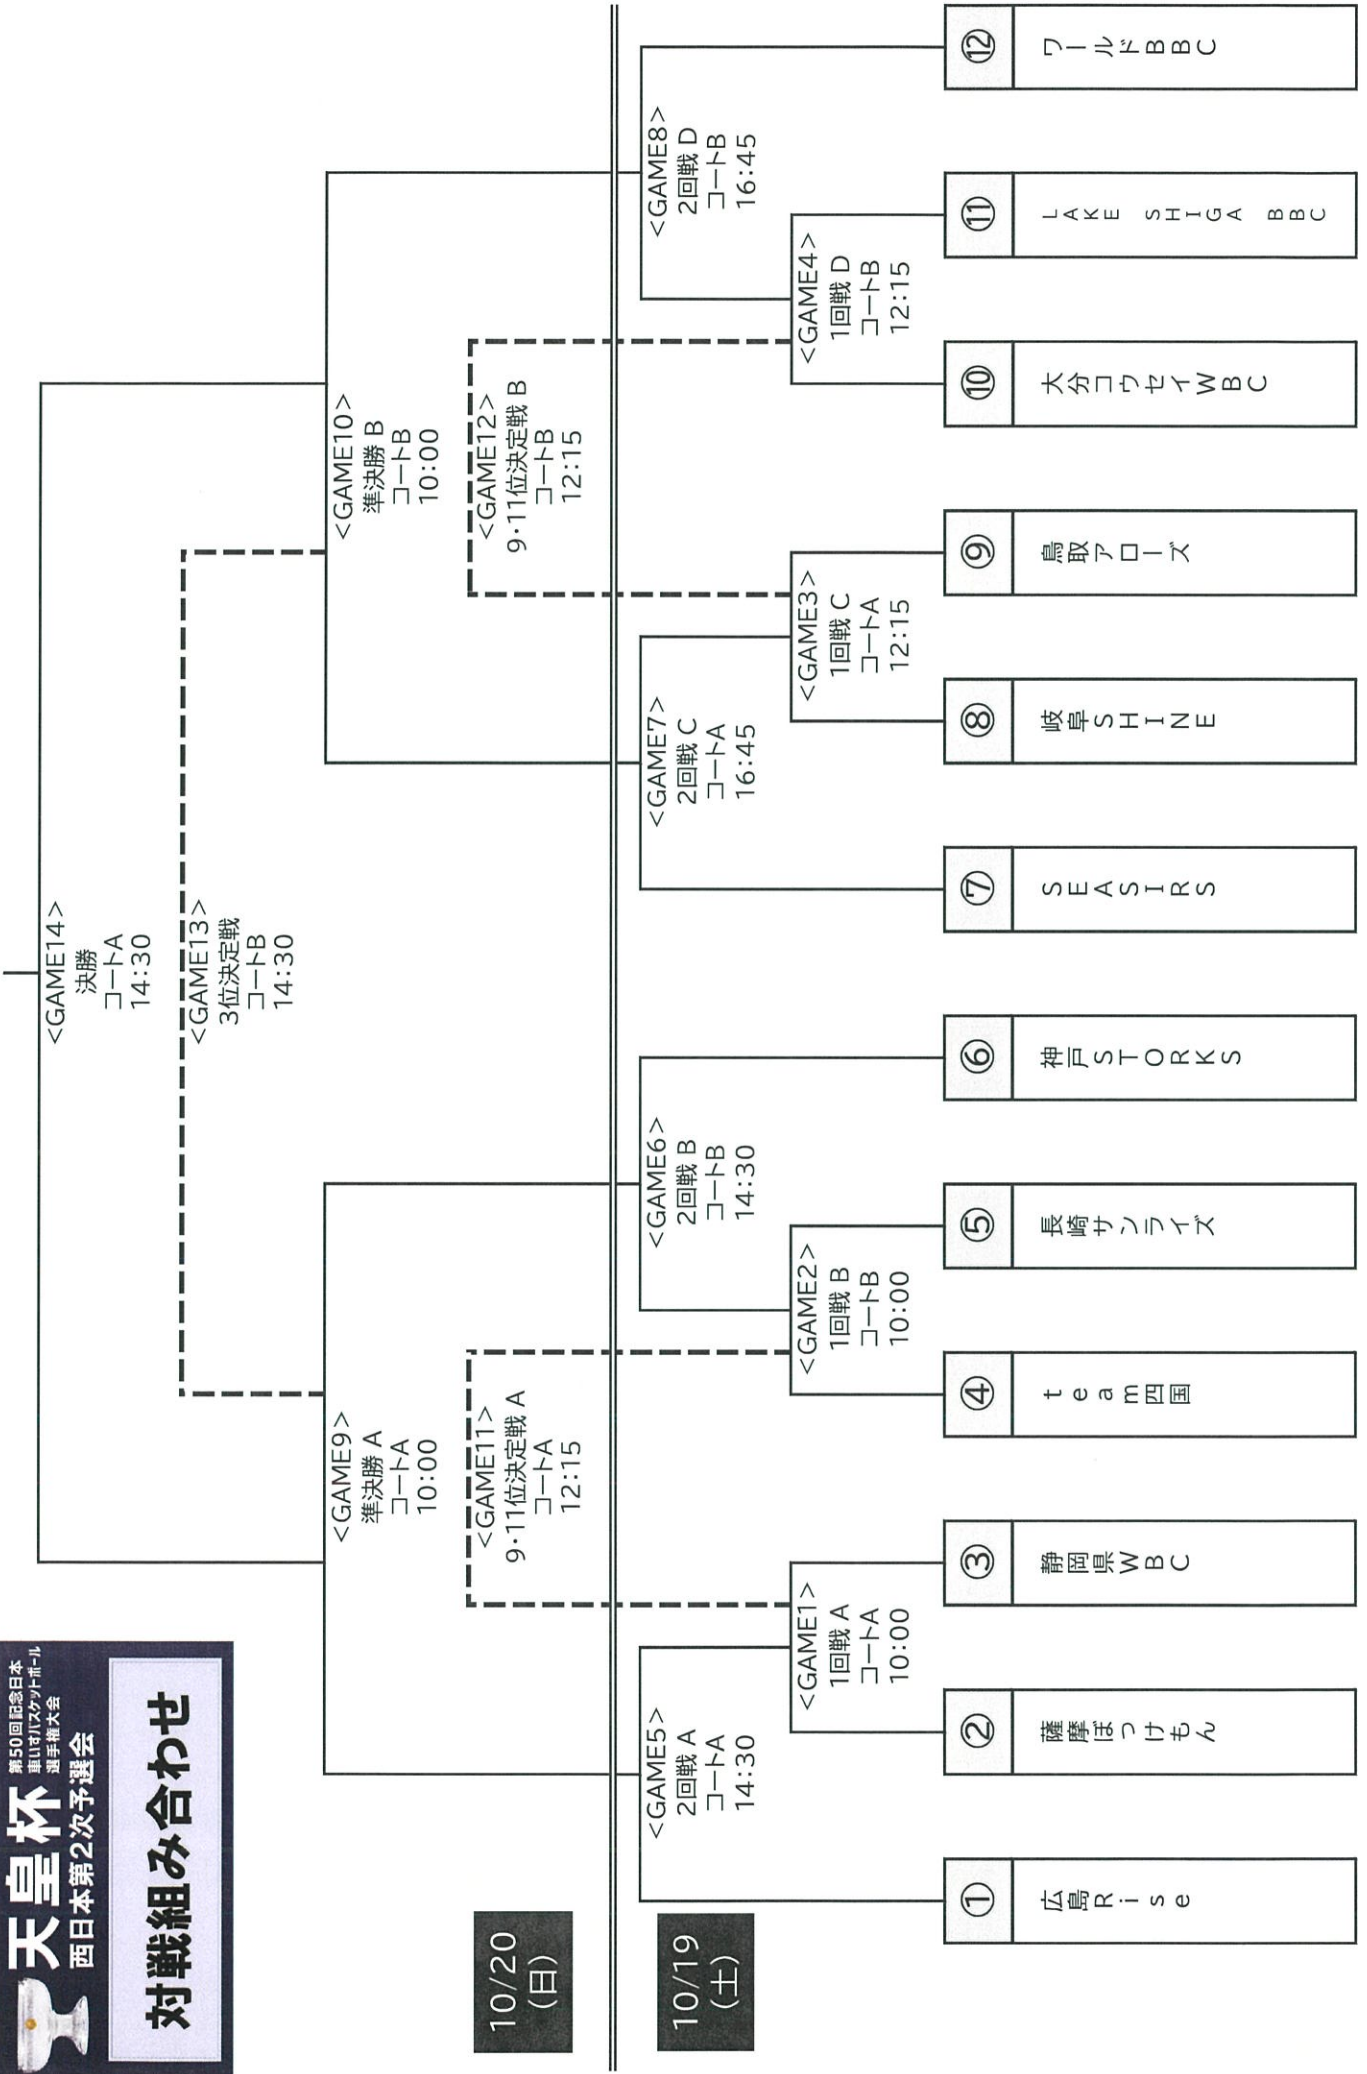 天皇杯
第50回記念日本
車いすバスケットボール
選手権大会
西日本第2次予選会
対戦組み合わせ
<GAME14>
決勝
コートA
14:30
<GAME13>
3位決定戦
コートB
14:30
<GAME9>
準決勝 A
コートA
10:00
<GAME10>
準決勝 B
コートB
10:00
10/20
(日)
<GAME11>
9・11位決定戦 A
コートA
12:15
<GAME12>
9・11位決定戦 B
コートB
12:15
10/19
(土)
<GAME5>
2回戦 A
コートA
14:30
<GAME6>
2回戦 B
コートB
14:30
<GAME7>
2回戦 C
コートA
16:45
<GAME8>
2回戦 D
コートB
16:45
<GAME1>
1回戦 A
コートA
10:00
<GAME2>
1回戦 B
コートB
10:00
<GAME3>
1回戦 C
コートA
12:15
<GAME4>
1回戦 D
コートB
12:15
① 広島Rise
② 薩摩ぼっけもん
③ 静岡県WBC
④ team四国
⑤ 長崎サンライズ
⑥ 神戸STORKS
⑦ SEASIRS
⑧ 岐阜SHINE
⑨ 鳥取アローズ
⑩ 大分コウセイWBC
⑪ LAKE SHIGA BBC
⑫ ワールドBBC